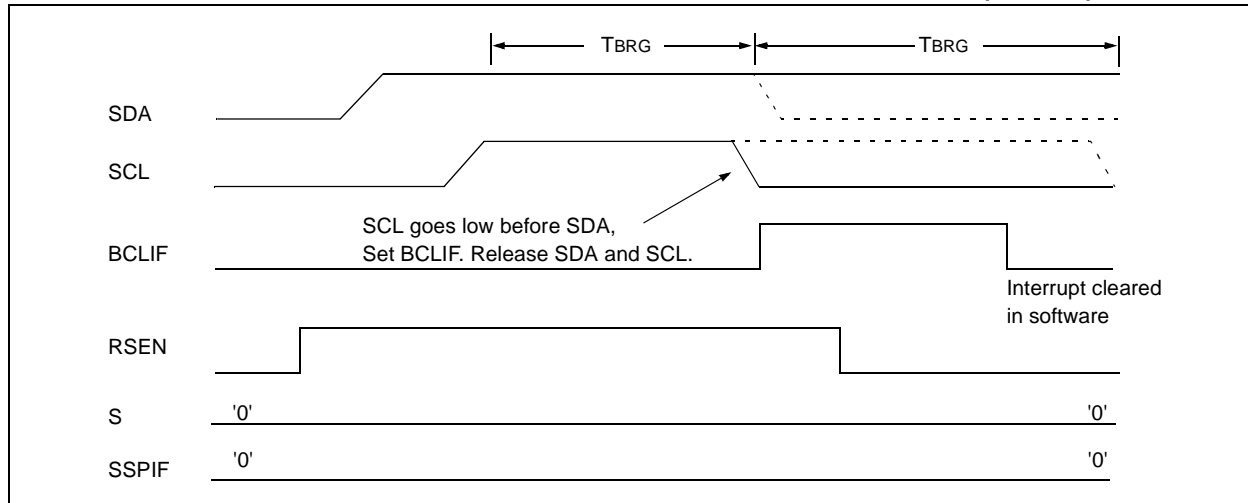 TBRG
TBRG
SDA
SCL
SCL goes low before SDA,
Set BCLIF. Release SDA and SCL.
BCLIF
Interrupt cleared
in software
RSEN
S
'0'
'0'
SSPIF
'0'
'0'